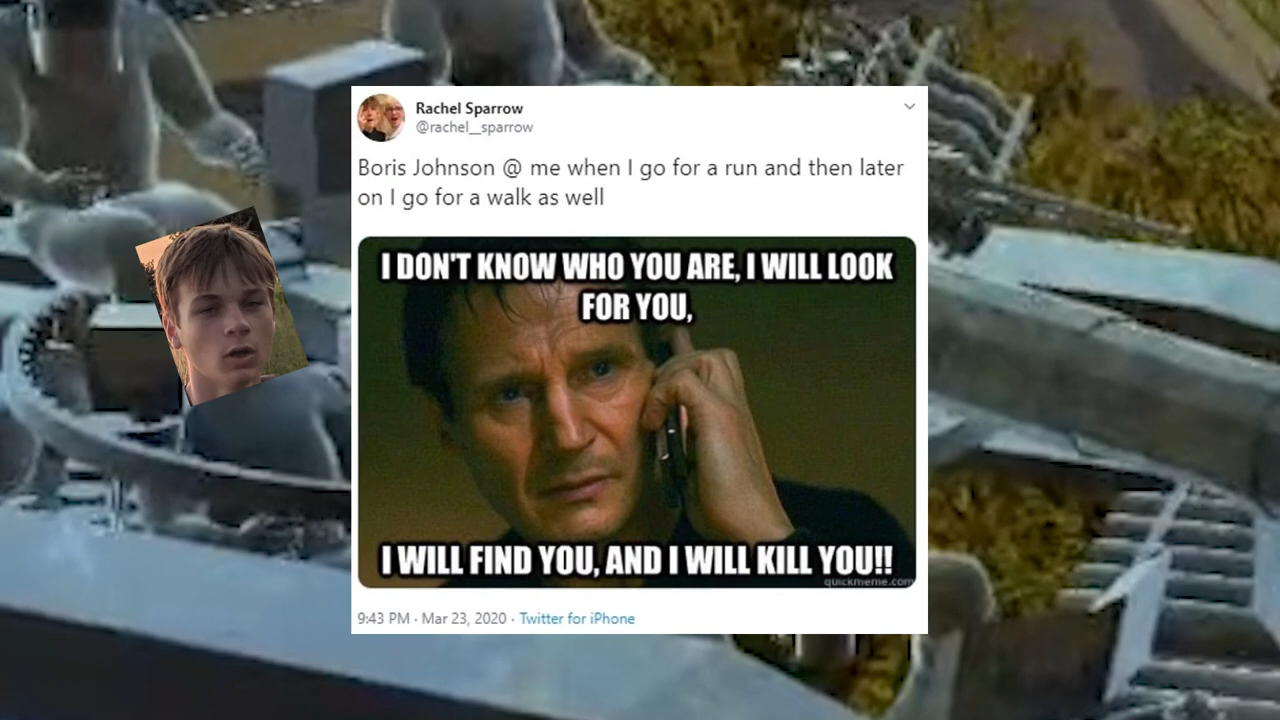 Rachel Sparrow
@rachel__sparrow
Boris Johnson @ me when I go for a run and then later
on I go for a walk as well
I DON'T KNOW WHO YOU ARE, I WILL LOOK
FOR YOU,
I WILL FIND YOU, AND I WILL KILL YOU!!
quickmeme.com
9:43 PM · Mar 23, 2020 · Twitter for iPhone